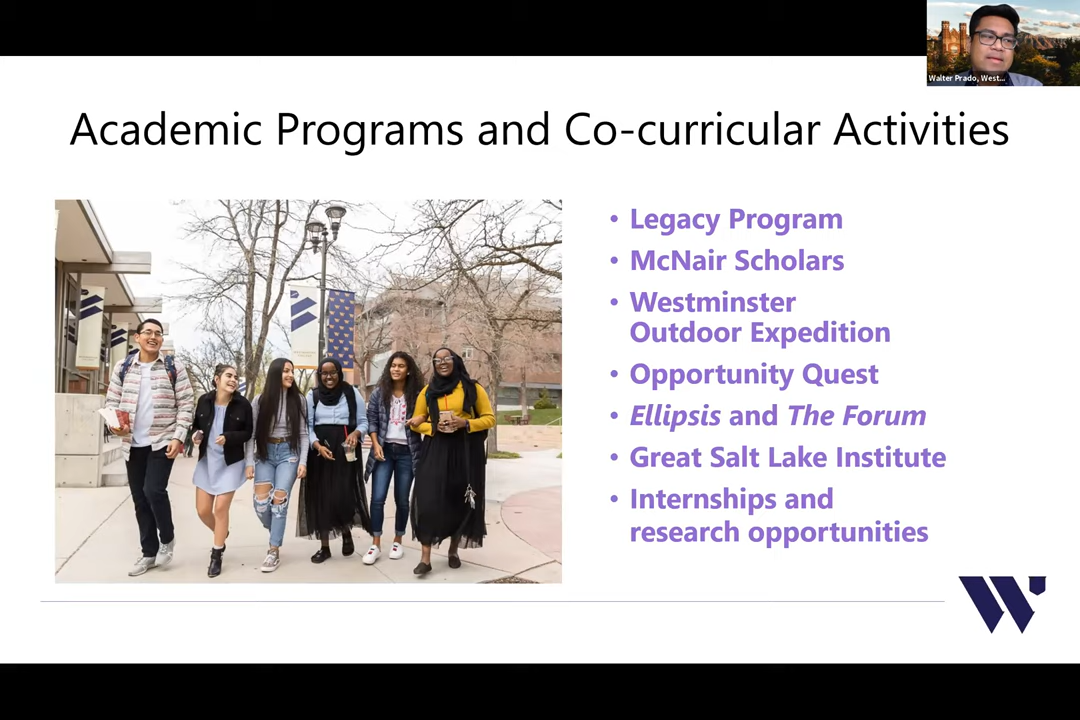 Walter Prado, West...
Academic Programs and Co-curricular Activities
• Legacy Program
• McNair Scholars
• Westminster
Outdoor Expedition
• Opportunity Quest
• Ellipsis and The Forum
• Great Salt Lake Institute
• Internships and
research opportunities
W